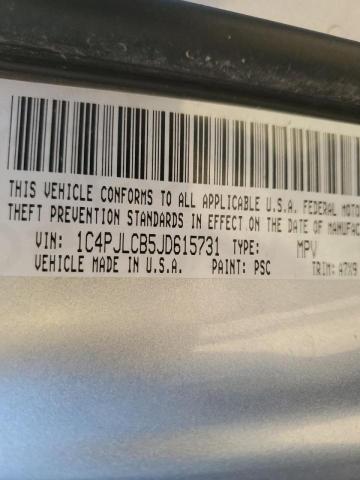 THIS VEHICLE CONFORMS TO ALL APPLICABLE U.S.A. FEDERAL MOTO
THEFT PREVENTION STANDARDS IN EFFECT ON THE DATE OF MANUFAC
VIN: 1C4PJLCB5JD615731 TYPE: MPV
VEHICLE MADE IN U.S.A. PAINT: PSC TRIM: A7X9